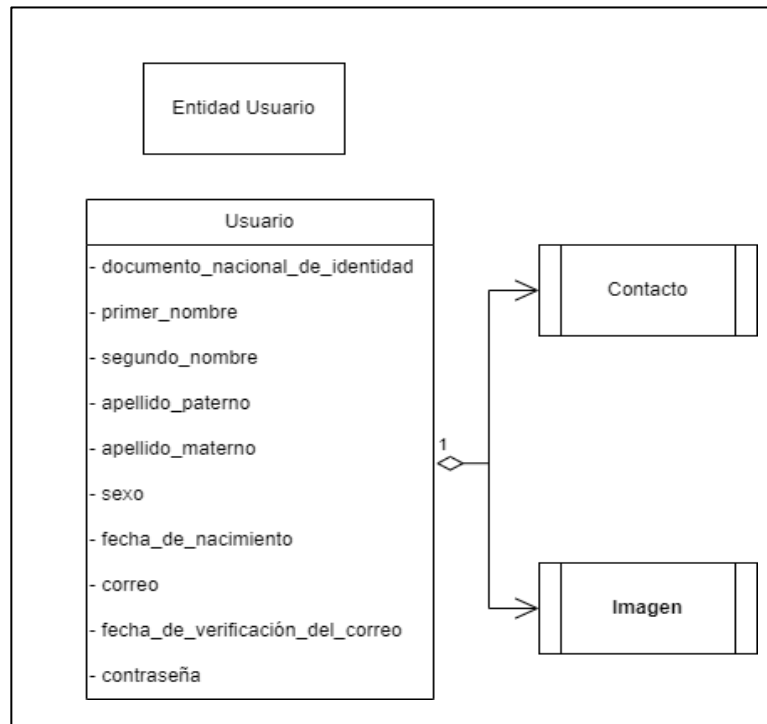 Entidad Usuario
Usuario
- documento_nacional_de_identidad
- primer_nombre
- segundo_nombre
- apellido_paterno
- apellido_materno
- sexo
- fecha_de_nacimiento
- correo
- fecha_de_verificación_del_correo
- contraseña
1
Contacto
Imagen